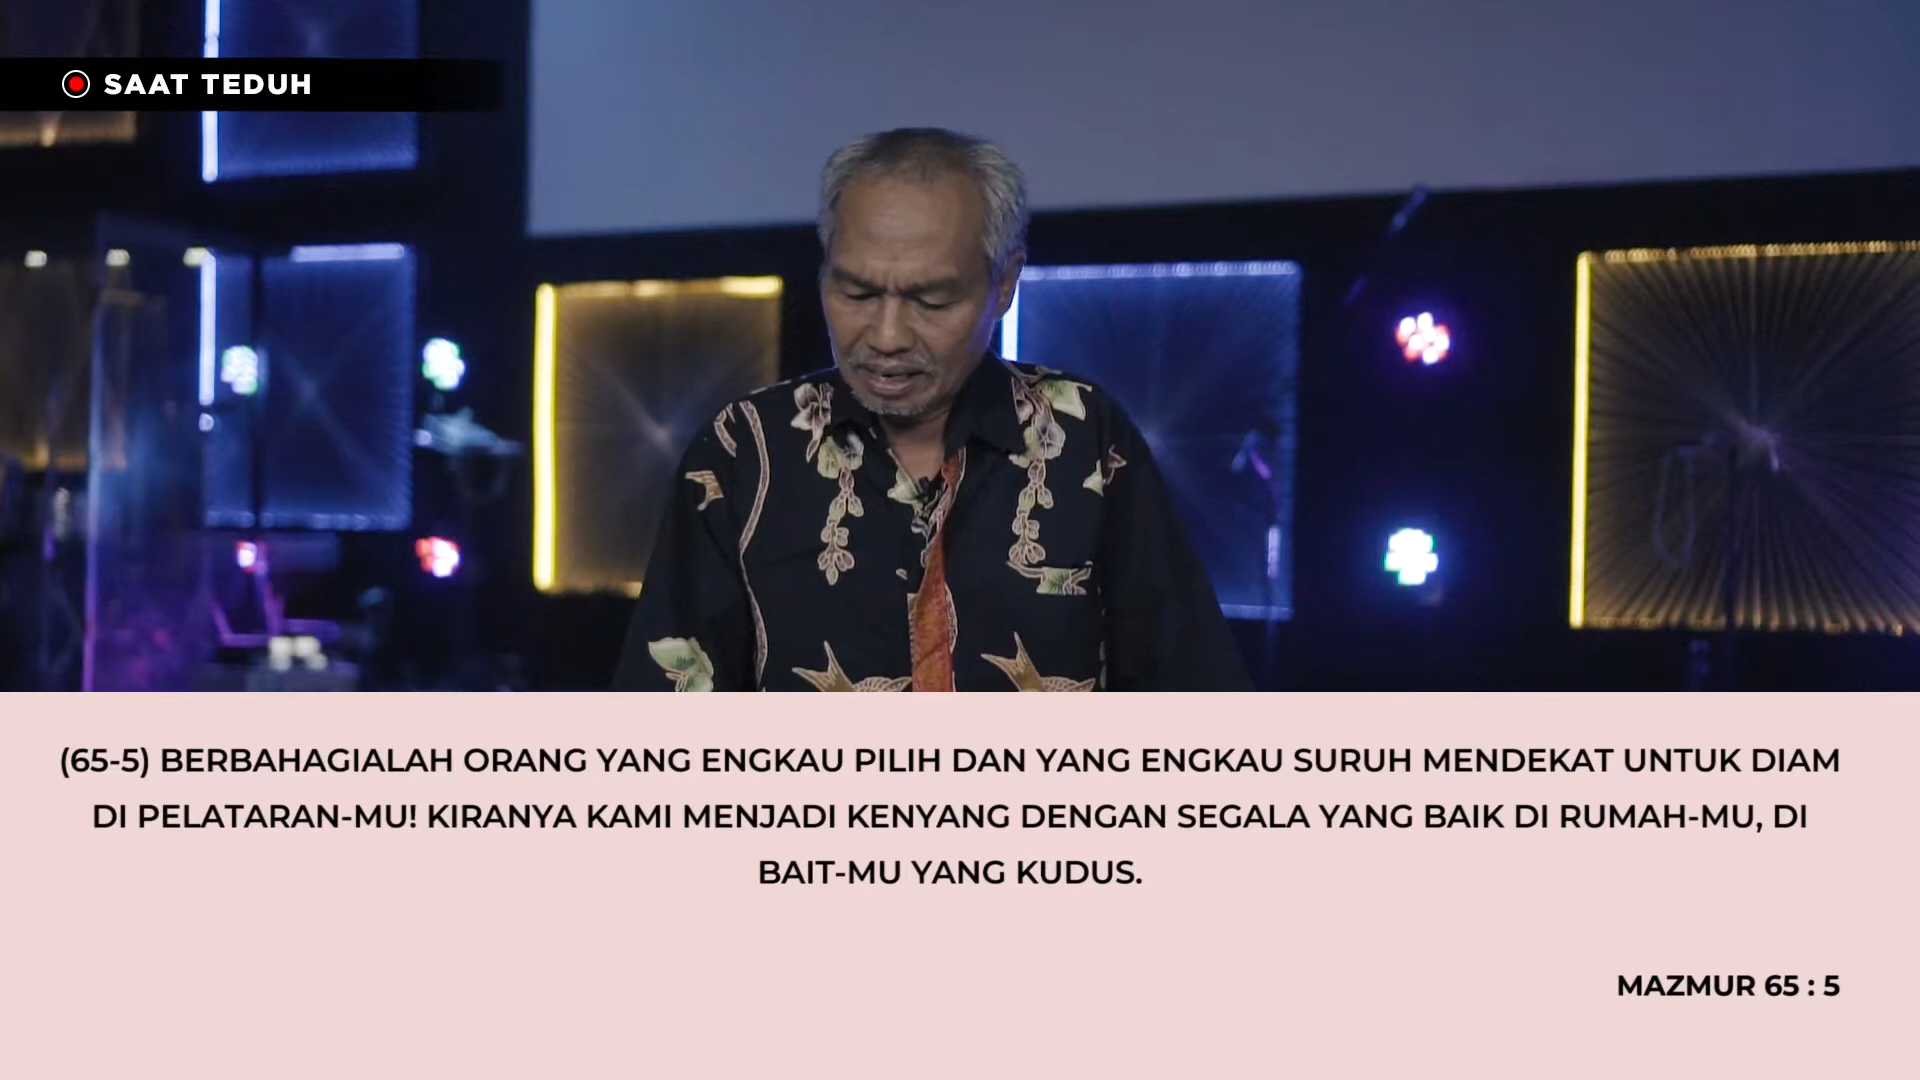 SAAT TEDUH
(65-5) BERBAHAGIALAH ORANG YANG ENGKAU PILIH DAN YANG ENGKAU SURUH MENDEKAT UNTUK DIAM
DI PELATARAN-MU! KIRANYA KAMI MENJADI KENYANG DENGAN SEGALA YANG BAIK DI RUMAH-MU, DI
BAIT-MU YANG KUDUS.
MAZMUR 65 : 5